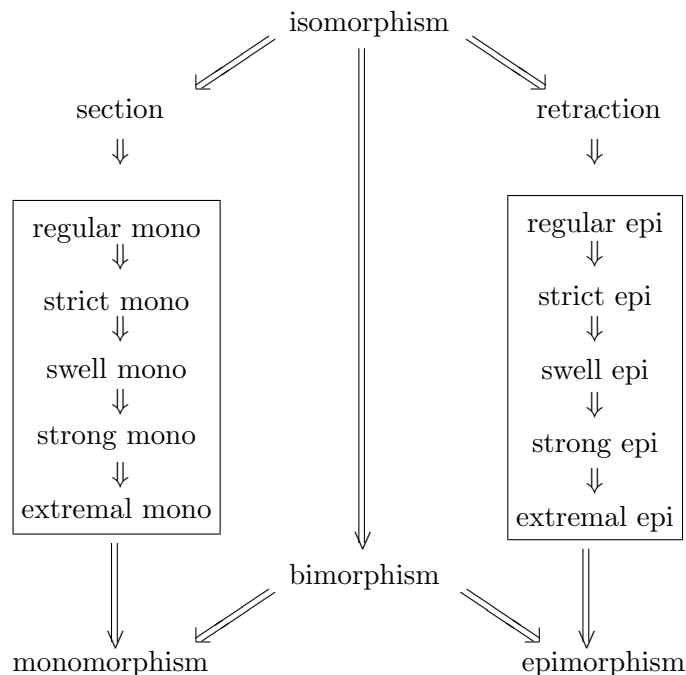 isomorphism
section
retraction
regular mono
regular epi
strict mono
strict epi
swell mono
swell epi
strong mono
strong epi
extremal mono
extremal epi
bimorphism
monomorphism
epimorphism